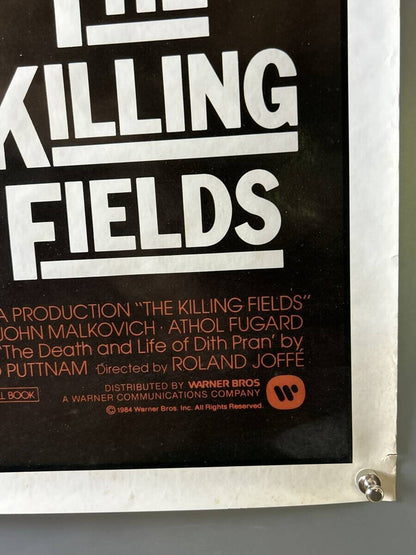 THE
KILLING
FIELDS
A PRODUCTION "THE KILLING FIELDS"
JOHN MALKOVICH · ATHOL FUGARD
'The Death and Life of Dith Pran' by
PUTTNAM Directed by ROLAND JOFFÉ
BOOK
DISTRIBUTED BY WARNER BROS
A WARNER COMMUNICATIONS COMPANY
© 1984 Warner Bros. Inc. All Rights Reserved.